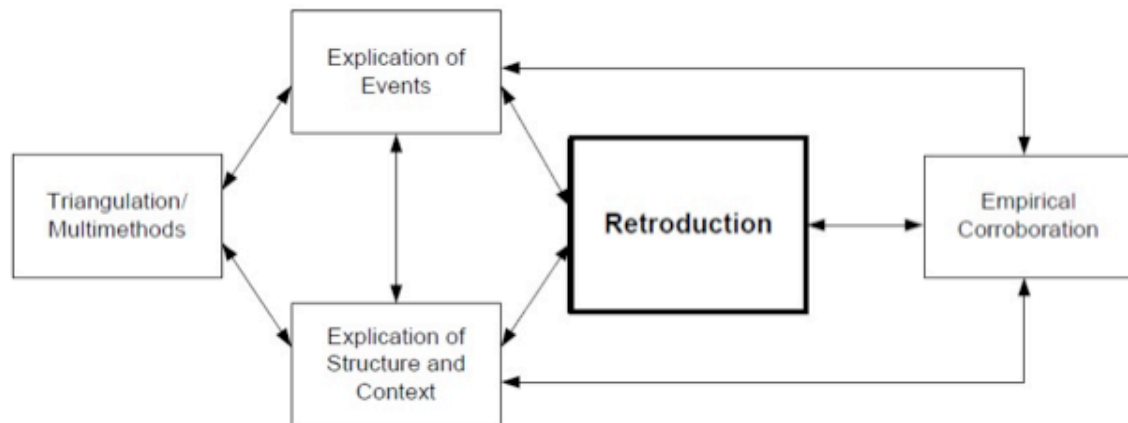 Explication of
Events
Triangulation/
Multimethods
Retroduction
Empirical
Corroboration
Explication of
Structure and
Context